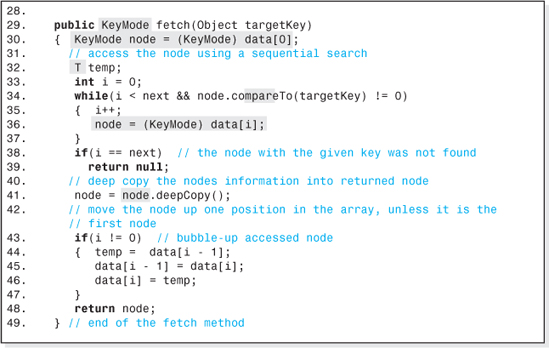 28.
29. public KeyMode fetch(Object targetKey)
30. { KeyMode node = (KeyMode) data[0];
31. // access the node using a sequential search
32. T temp;
33. int i = 0;
34. while(i < next && node.compareTo(targetKey) != 0)
35. { i++;
36. node = (KeyMode) data[i];
37. }
38. if(i == next) // the node with the given key was not found
39. return null;
40. // deep copy the nodes information into returned node
41. node = node.deepCopy();
42. // move the node up one position in the array, unless it is the
// first node
43. if(i != 0) // bubble-up accessed node
44. { temp = data[i - 1];
45. data[i - 1] = data[i];
46. data[i] = temp;
47. }
48. return node;
49. } // end of the fetch method